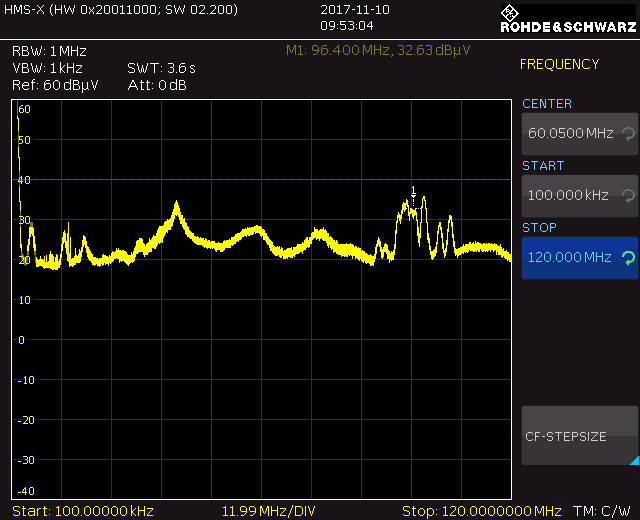 HMS-X (HW 0x20011000; SW 02.200)
2017-11-10
09:53:04
ROHDE&SCHWARZ
RBW: 1 MHz
VBW: 1 kHz
SWT: 3.6 s
Ref: 60 dBµV
Att: 0 dB
M1: 96.400 MHz, 32.63 dBµV
FREQUENCY
60
50
40
30
20
10
0
-10
-20
-30
-40
1
CENTER
60.0500 MHz
START
100.000 kHz
STOP
120.000 MHz
CF-STEPSIZE
Start: 100.00000 kHz
11.99 MHz/DIV
Stop: 120.0000000 MHz
TM: C/W